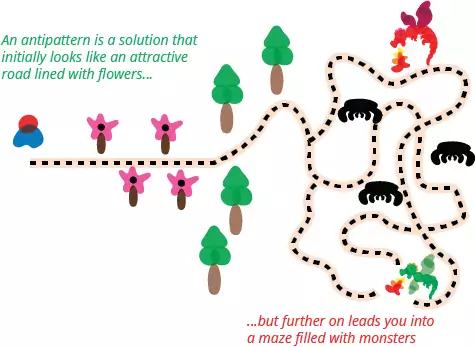 An antipattern is a solution that
initially looks like an attractive
road lined with flowers...
...but further on leads you into
a maze filled with monsters